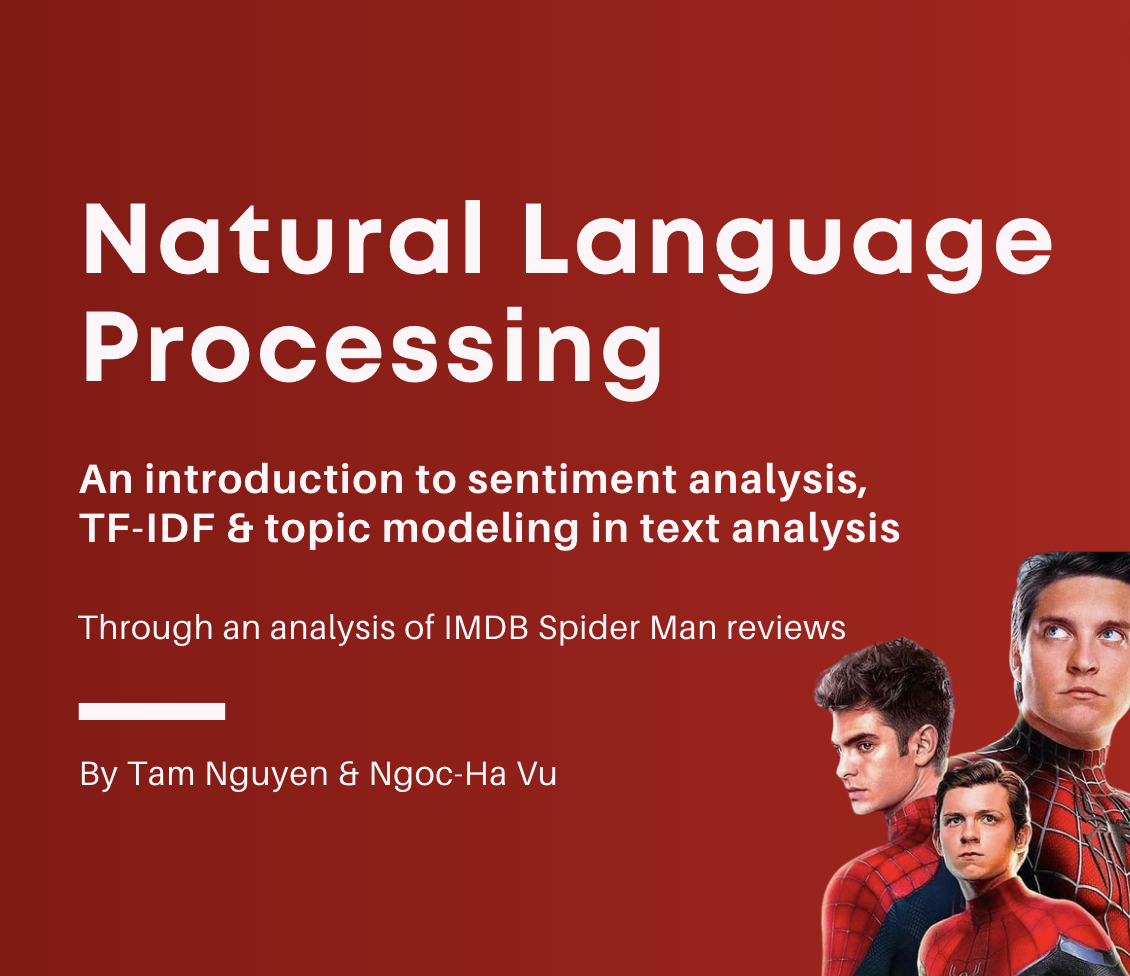 Natural Language
Processing
An introduction to sentiment analysis,
TF-IDF & topic modeling in text analysis
Through an analysis of IMDB Spider Man reviews
By Tam Nguyen & Ngoc-Ha Vu